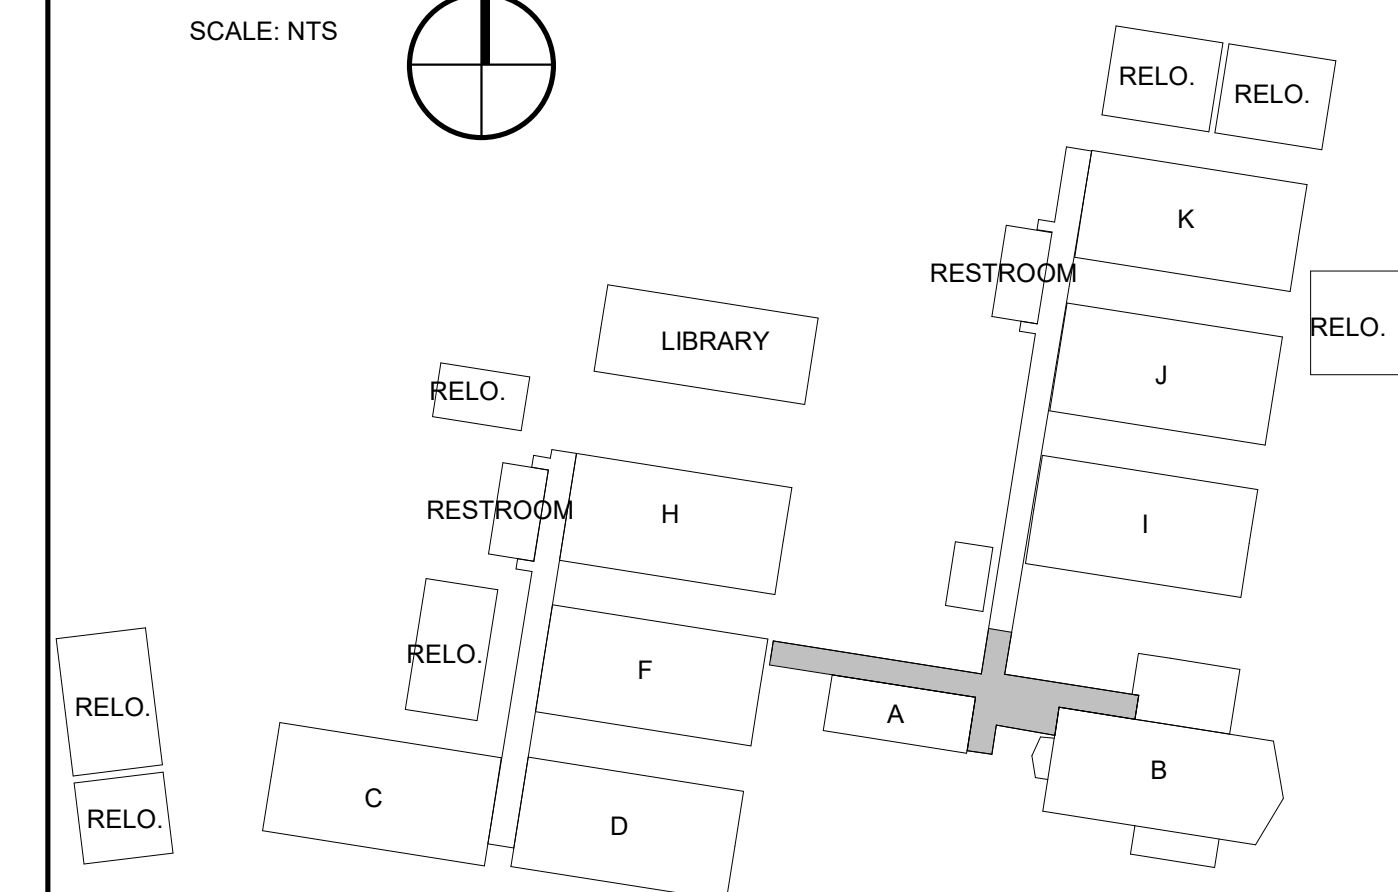 SCALE: NTS
RELO.
RELO.
K
RESTROOM
RELO.
LIBRARY
J
RELO.
RESTROOM
H
I
RELO.
F
RELO.
A
B
C
RELO.
D